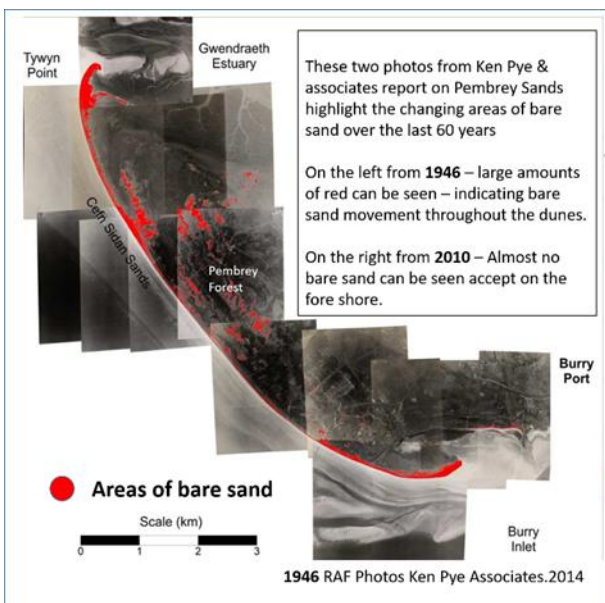 Tywyn
Point
Gwendraeth
Estuary
These two photos from Ken Pye &
associates report on Pembrey Sands
highlight the changing areas of bare
sand over the last 60 years
On the left from 1946 – large amounts
of red can be seen – indicating bare
sand movement throughout the dunes.
On the right from 2010 – Almost no
bare sand can be seen accept on the
fore shore.
Cefn Sidan Sands
Pembrey
Forest
Burry
Port
Areas of bare sand
Scale (km)
0 1 2 3
Burry
Inlet
1946 RAF Photos Ken Pye Associates.2014